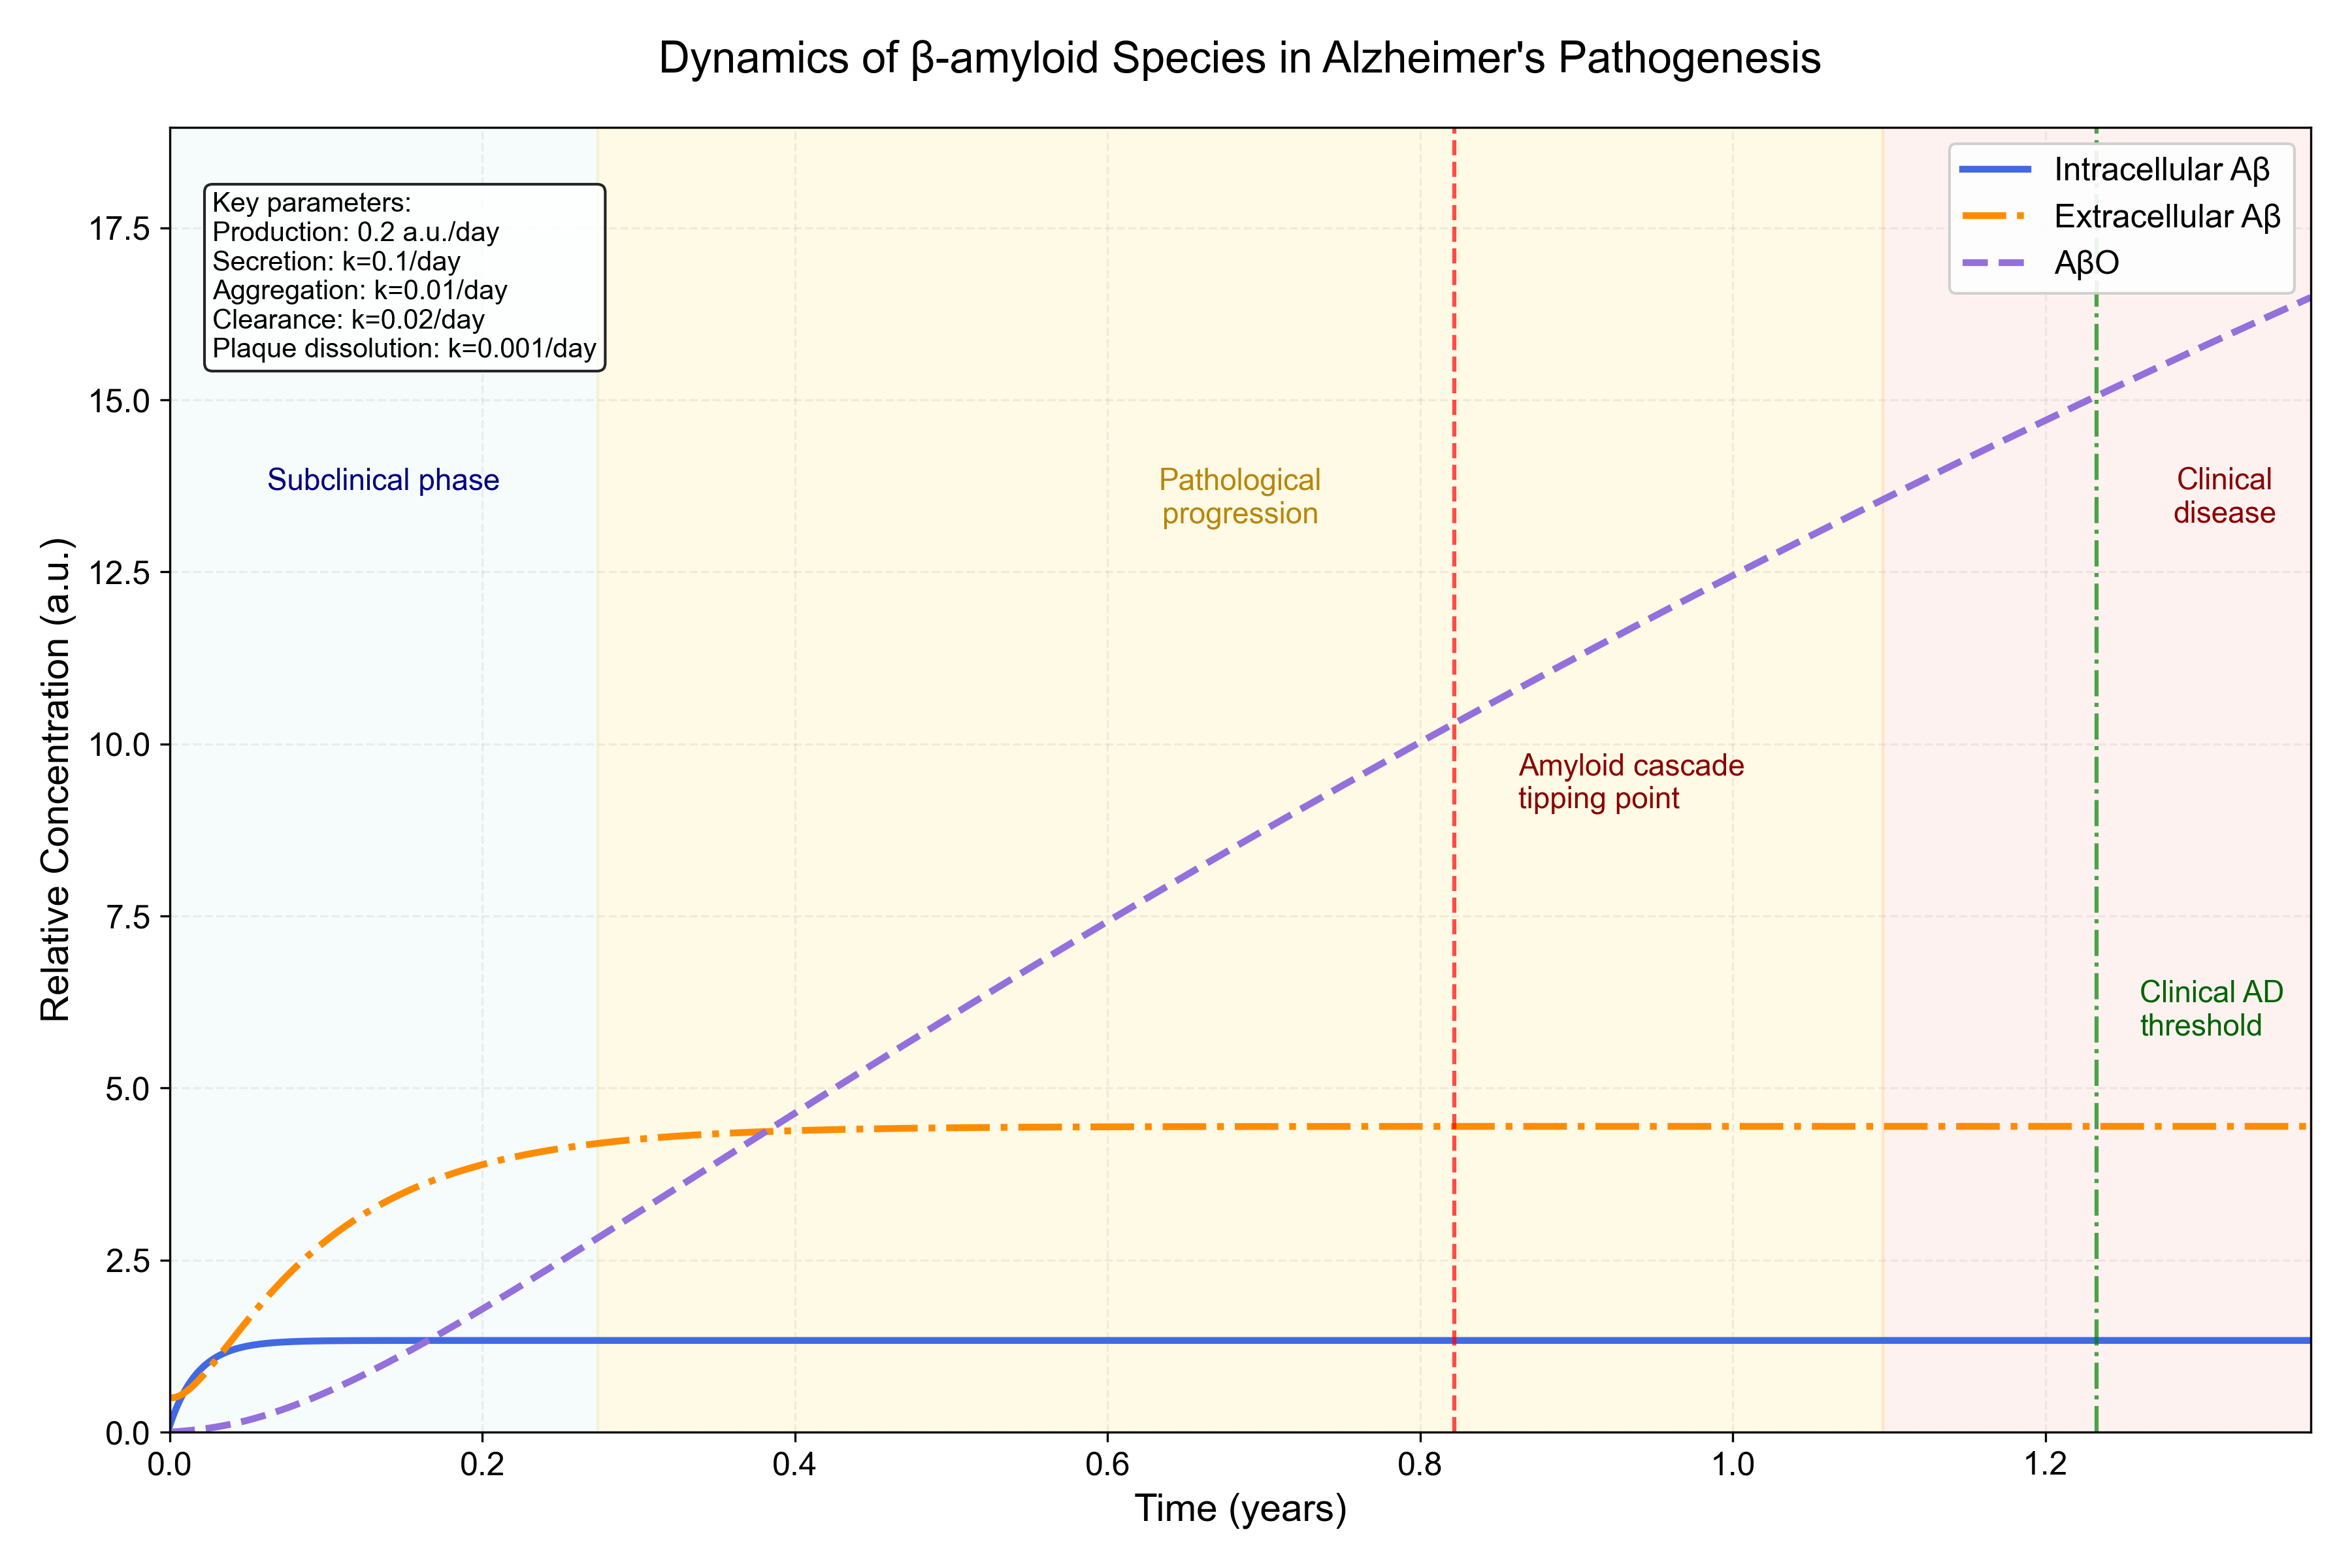 Dynamics of β-amyloid Species in Alzheimer's Pathogenesis
Relative Concentration (a.u.)
17.5
15.0
12.5
10.0
7.5
5.0
2.5
0.0
Key parameters:
Production: 0.2 a.u./day
Secretion: k=0.1/day
Aggregation: k=0.01/day
Clearance: k=0.02/day
Plaque dissolution: k=0.001/day
Intracellular Aβ
Extracellular Aβ
AβO
Subclinical phase
Pathological
progression
Clinical
disease
Amyloid cascade
tipping point
Clinical AD
threshold
0.0
0.2
0.4
0.6
0.8
1.0
1.2
Time (years)